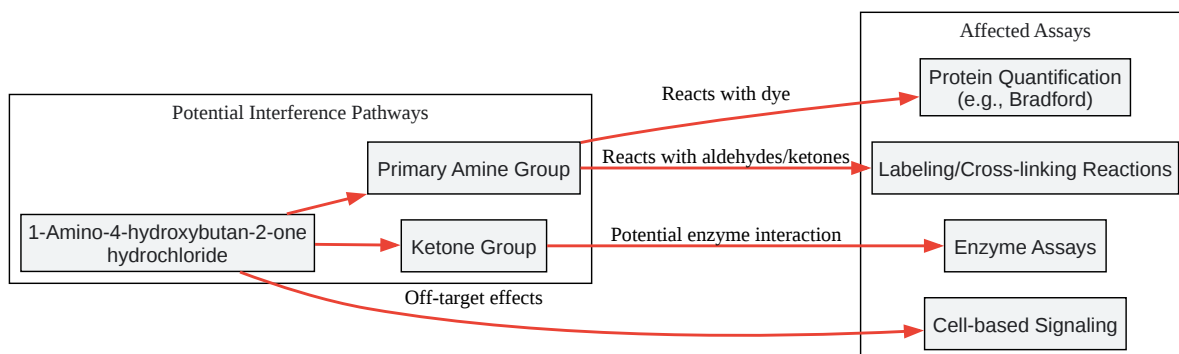 Affected Assays
Protein Quantification
(e.g., Bradford)
Reacts with dye
Potential Interference Pathways
Primary Amine Group
Reacts with aldehydes/ketones
Labeling/Cross-linking Reactions
1-Amino-4-hydroxybutan-2-one
hydrochloride
Ketone Group
Potential enzyme interaction
Enzyme Assays
Off-target effects
Cell-based Signaling